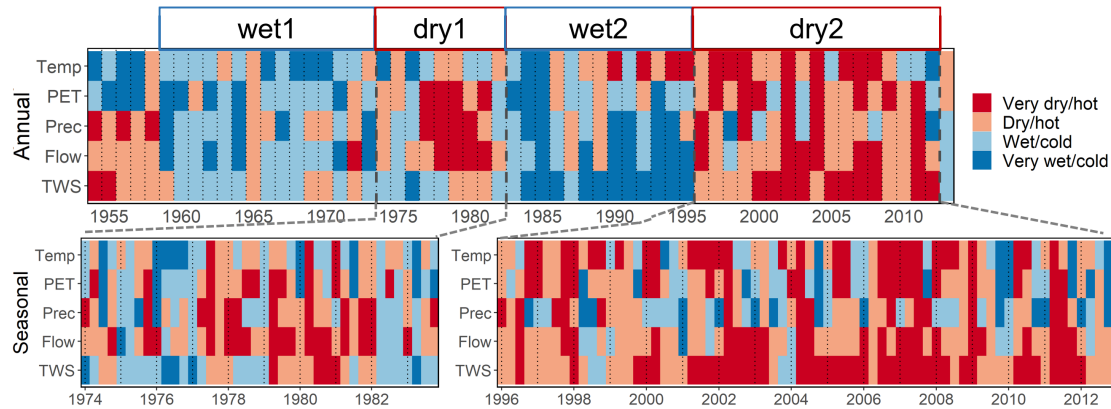 wet1 dry1 wet2 dry2
Annual
Temp
PET
Prec
Flow
TWS
1955 1960 1965 1970 1975 1980 1985 1990 1995 2000 2005 2010
Very dry/hot
Dry/hot
Wet/cold
Very wet/cold
Seasonal
Temp
PET
Prec
Flow
TWS
1974 1976 1978 1980 1982
Temp
PET
Prec
Flow
TWS
1996 1998 2000 2002 2004 2006 2008 2010 2012